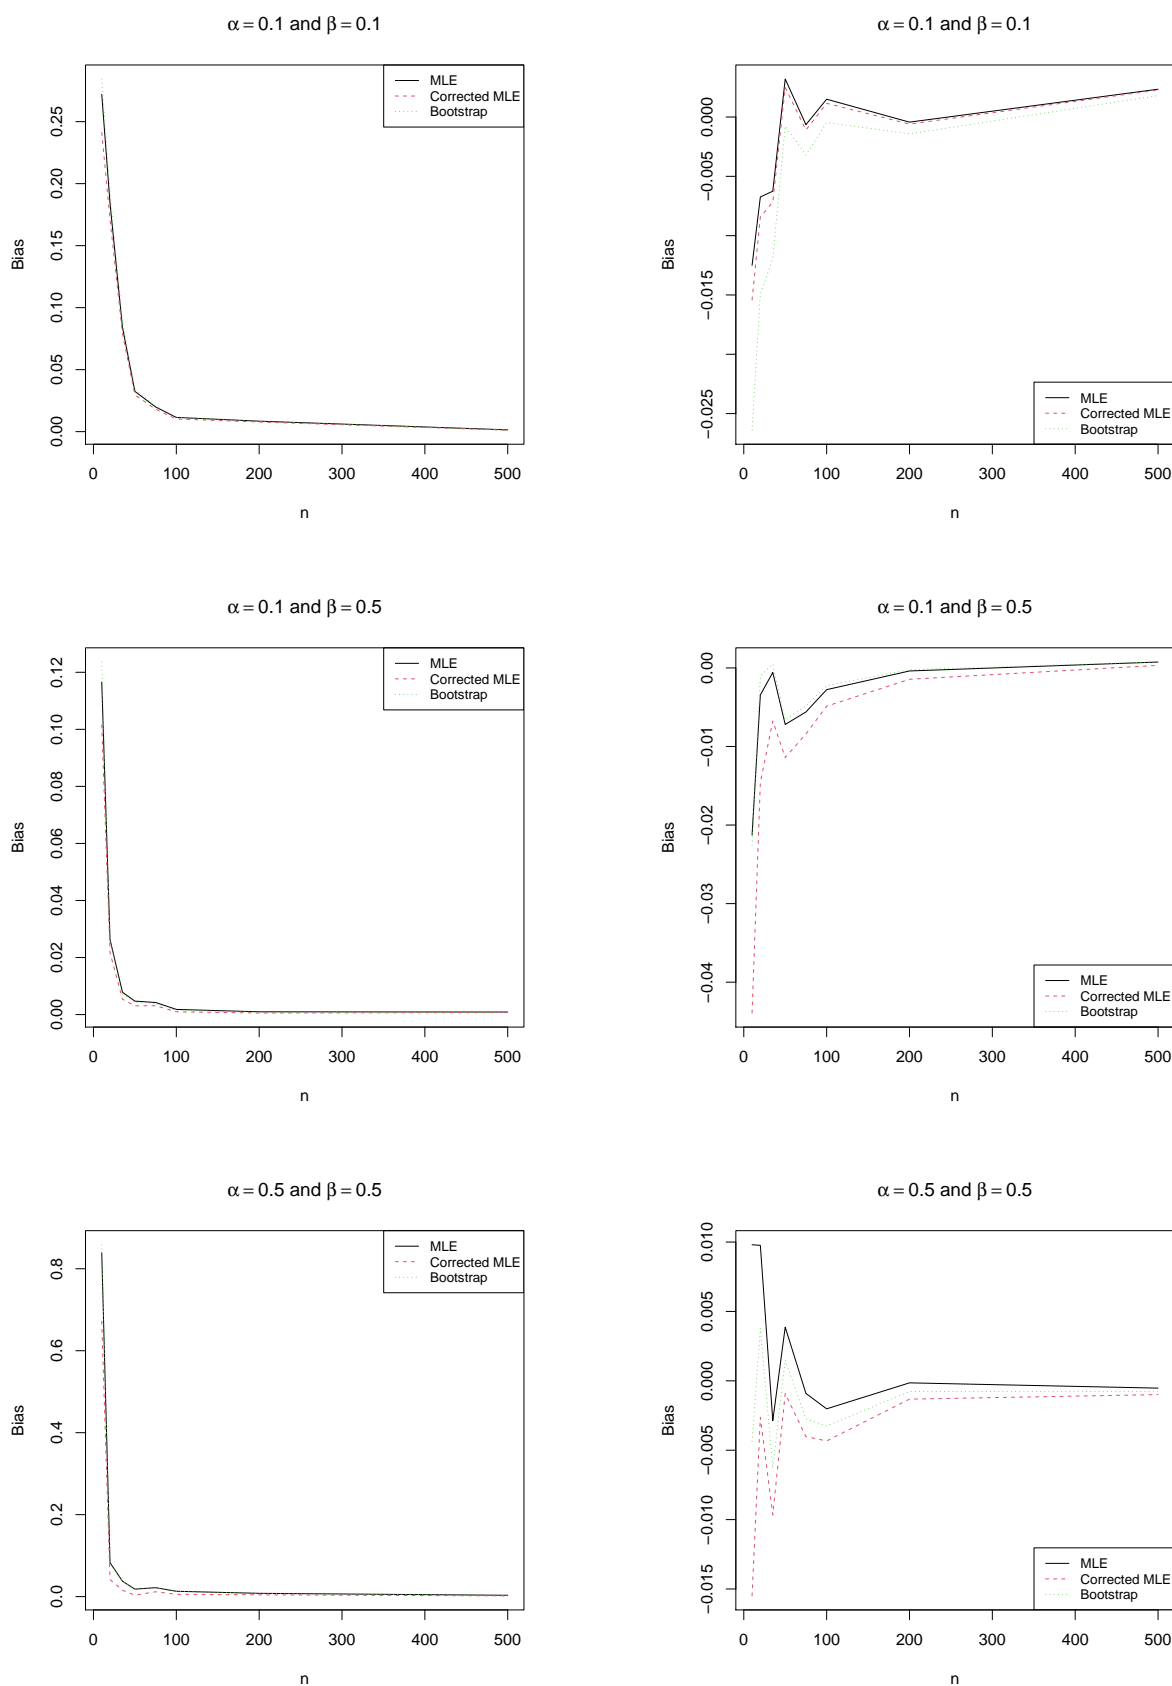 α = 0.1 and β = 0.1
Bias
0.00 0.05 0.10 0.15 0.20 0.25
MLE
Corrected MLE
Bootstrap
0 100 200 300 400 500
n
α = 0.1 and β = 0.1
Bias
−0.025 −0.015 −0.005 0.000
MLE
Corrected MLE
Bootstrap
0 100 200 300 400 500
n
α = 0.1 and β = 0.5
Bias
0.00 0.02 0.04 0.06 0.08 0.10 0.12
MLE
Corrected MLE
Bootstrap
0 100 200 300 400 500
n
α = 0.1 and β = 0.5
Bias
−0.04 −0.03 −0.02 −0.01 0.00
MLE
Corrected MLE
Bootstrap
0 100 200 300 400 500
n
α = 0.5 and β = 0.5
Bias
0.0 0.2 0.4 0.6 0.8
MLE
Corrected MLE
Bootstrap
0 100 200 300 400 500
n
α = 0.5 and β = 0.5
Bias
−0.015 −0.010 −0.005 0.000 0.005 0.010
MLE
Corrected MLE
Bootstrap
0 100 200 300 400 500
n